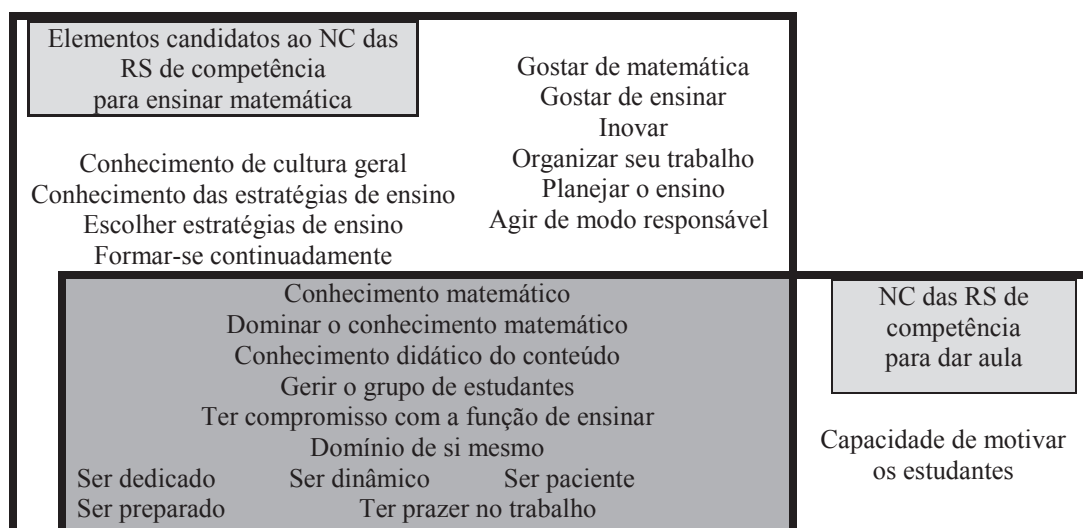 Elementos candidatos ao NC das
RS de competência
para ensinar matemática
Conhecimento de cultura geral
Conhecimento das estratégias de ensino
Escolher estratégias de ensino
Formar-se continuadamente
Gostar de matemática
Gostar de ensinar
Inovar
Organizar seu trabalho
Planejar o ensino
Agir de modo responsável
Conhecimento matemático
Dominar o conhecimento matemático
Conhecimento didático do conteúdo
Gerir o grupo de estudantes
Ter compromisso com a função de ensinar
Domínio de si mesmo
Ser dedicado Ser dinâmico Ser paciente
Ser preparado Ter prazer no trabalho
NC das RS de
competência
para dar aula
Capacidade de motivar
os estudantes